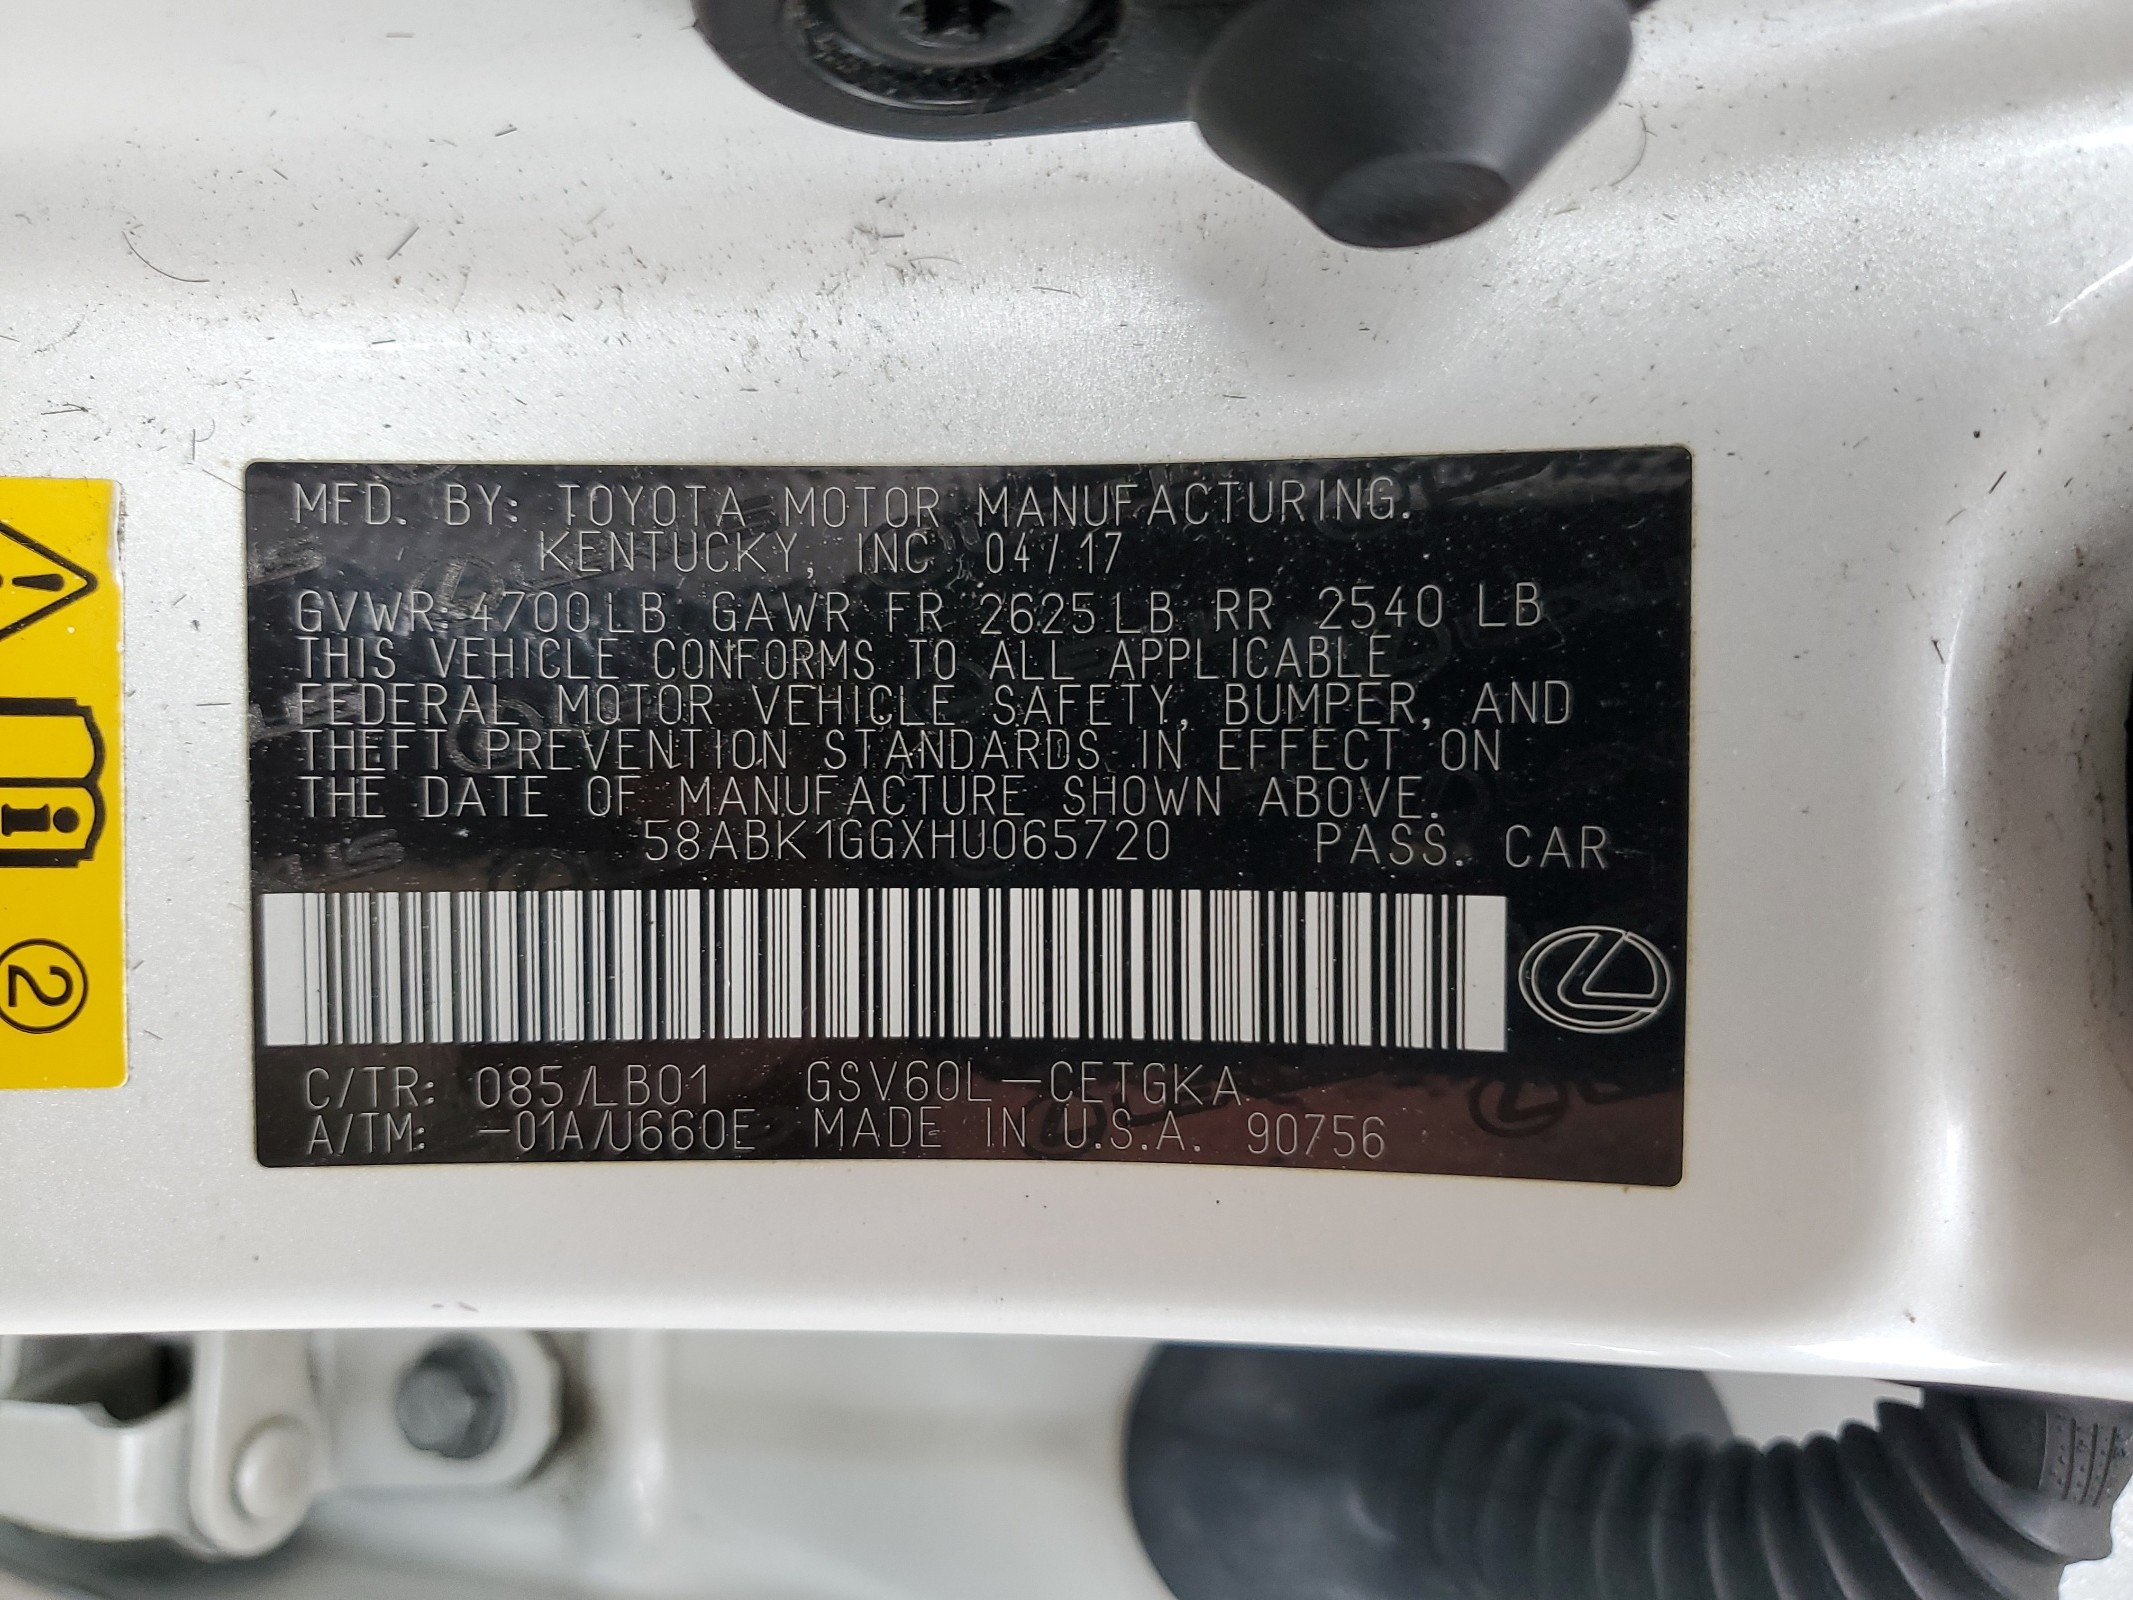 MFD. BY: TOYOTA MOTOR MANUFACTURING.
KENTUCKY, INC 04/17
GVWR: 4700LB GAWR FR 2625LB RR 2540 LB
THIS VEHICLE CONFORMS TO ALL APPLICABLE
FEDERAL MOTOR VEHICLE SAFETY, BUMPER, AND
THEFT PREVENTION STANDARDS IN EFFECT ON
THE DATE OF MANUFACTURE SHOWN ABOVE.
58ABK1GGXHU065720 PASS. CAR
C/TR: 085/LB01 GSV60L-CETGKA
A/TM: -01A/U660E MADE IN U.S.A. 90756
2